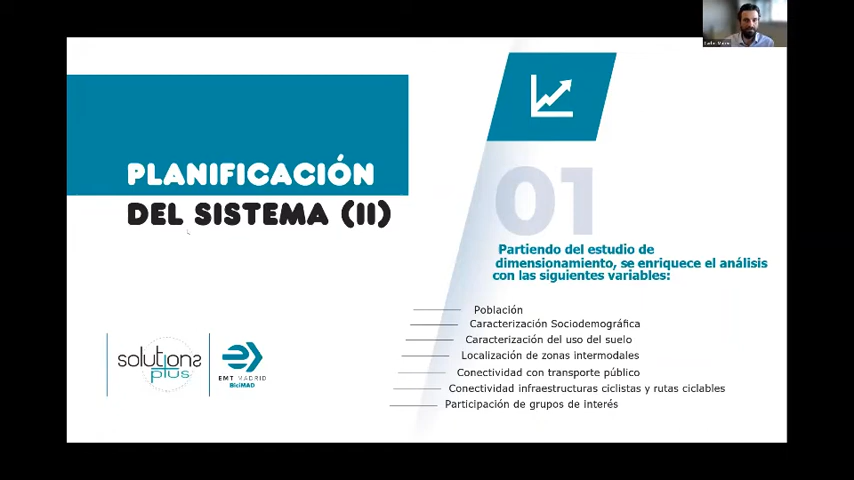 PLANIFICACIÓN
DEL SISTEMA (II)
solutions
plus
EMT MADRID
BiciMAD
01
Partiendo del estudio de
dimensionamiento, se enriquece el análisis
con las siguientes variables:
Población
Caracterización Sociodemográfica
Caracterización del uso del suelo
Localización de zonas intermodales
Conectividad con transporte público
Conectividad infraestructuras ciclistas y rutas ciclables
Participación de grupos de interés